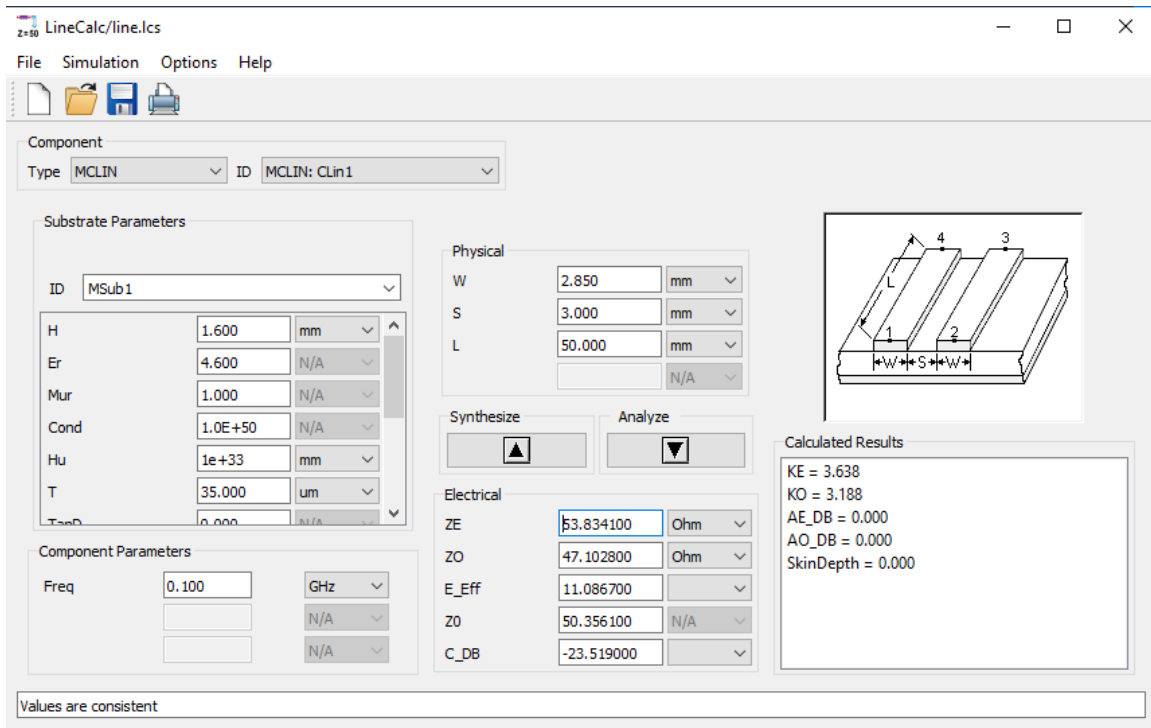 Z=50 LineCalc/line.lcs
File Simulation Options Help
Component
Type MCLIN ID MCLIN: CLin1
Substrate Parameters
ID MSub1
H 1.600 mm
Er 4.600 N/A
Mur 1.000 N/A
Cond 1.0E+50 N/A
Hu 1e+33 mm
T 35.000 um
TanD 0.000 N/A
Component Parameters
Freq 0.100 GHz
N/A
N/A
Physical
W 2.850 mm
S 3.000 mm
L 50.000 mm
N/A
Synthesize Analyze
Electrical
ZE 53.834100 Ohm
ZO 47.102800 Ohm
E_Eff 11.086700
Z0 50.356100 N/A
C_DB -23.519000
4 3
L
1 2
W S W
Calculated Results
KE = 3.638
KO = 3.188
AE_DB = 0.000
AO_DB = 0.000
SkinDepth = 0.000
Values are consistent